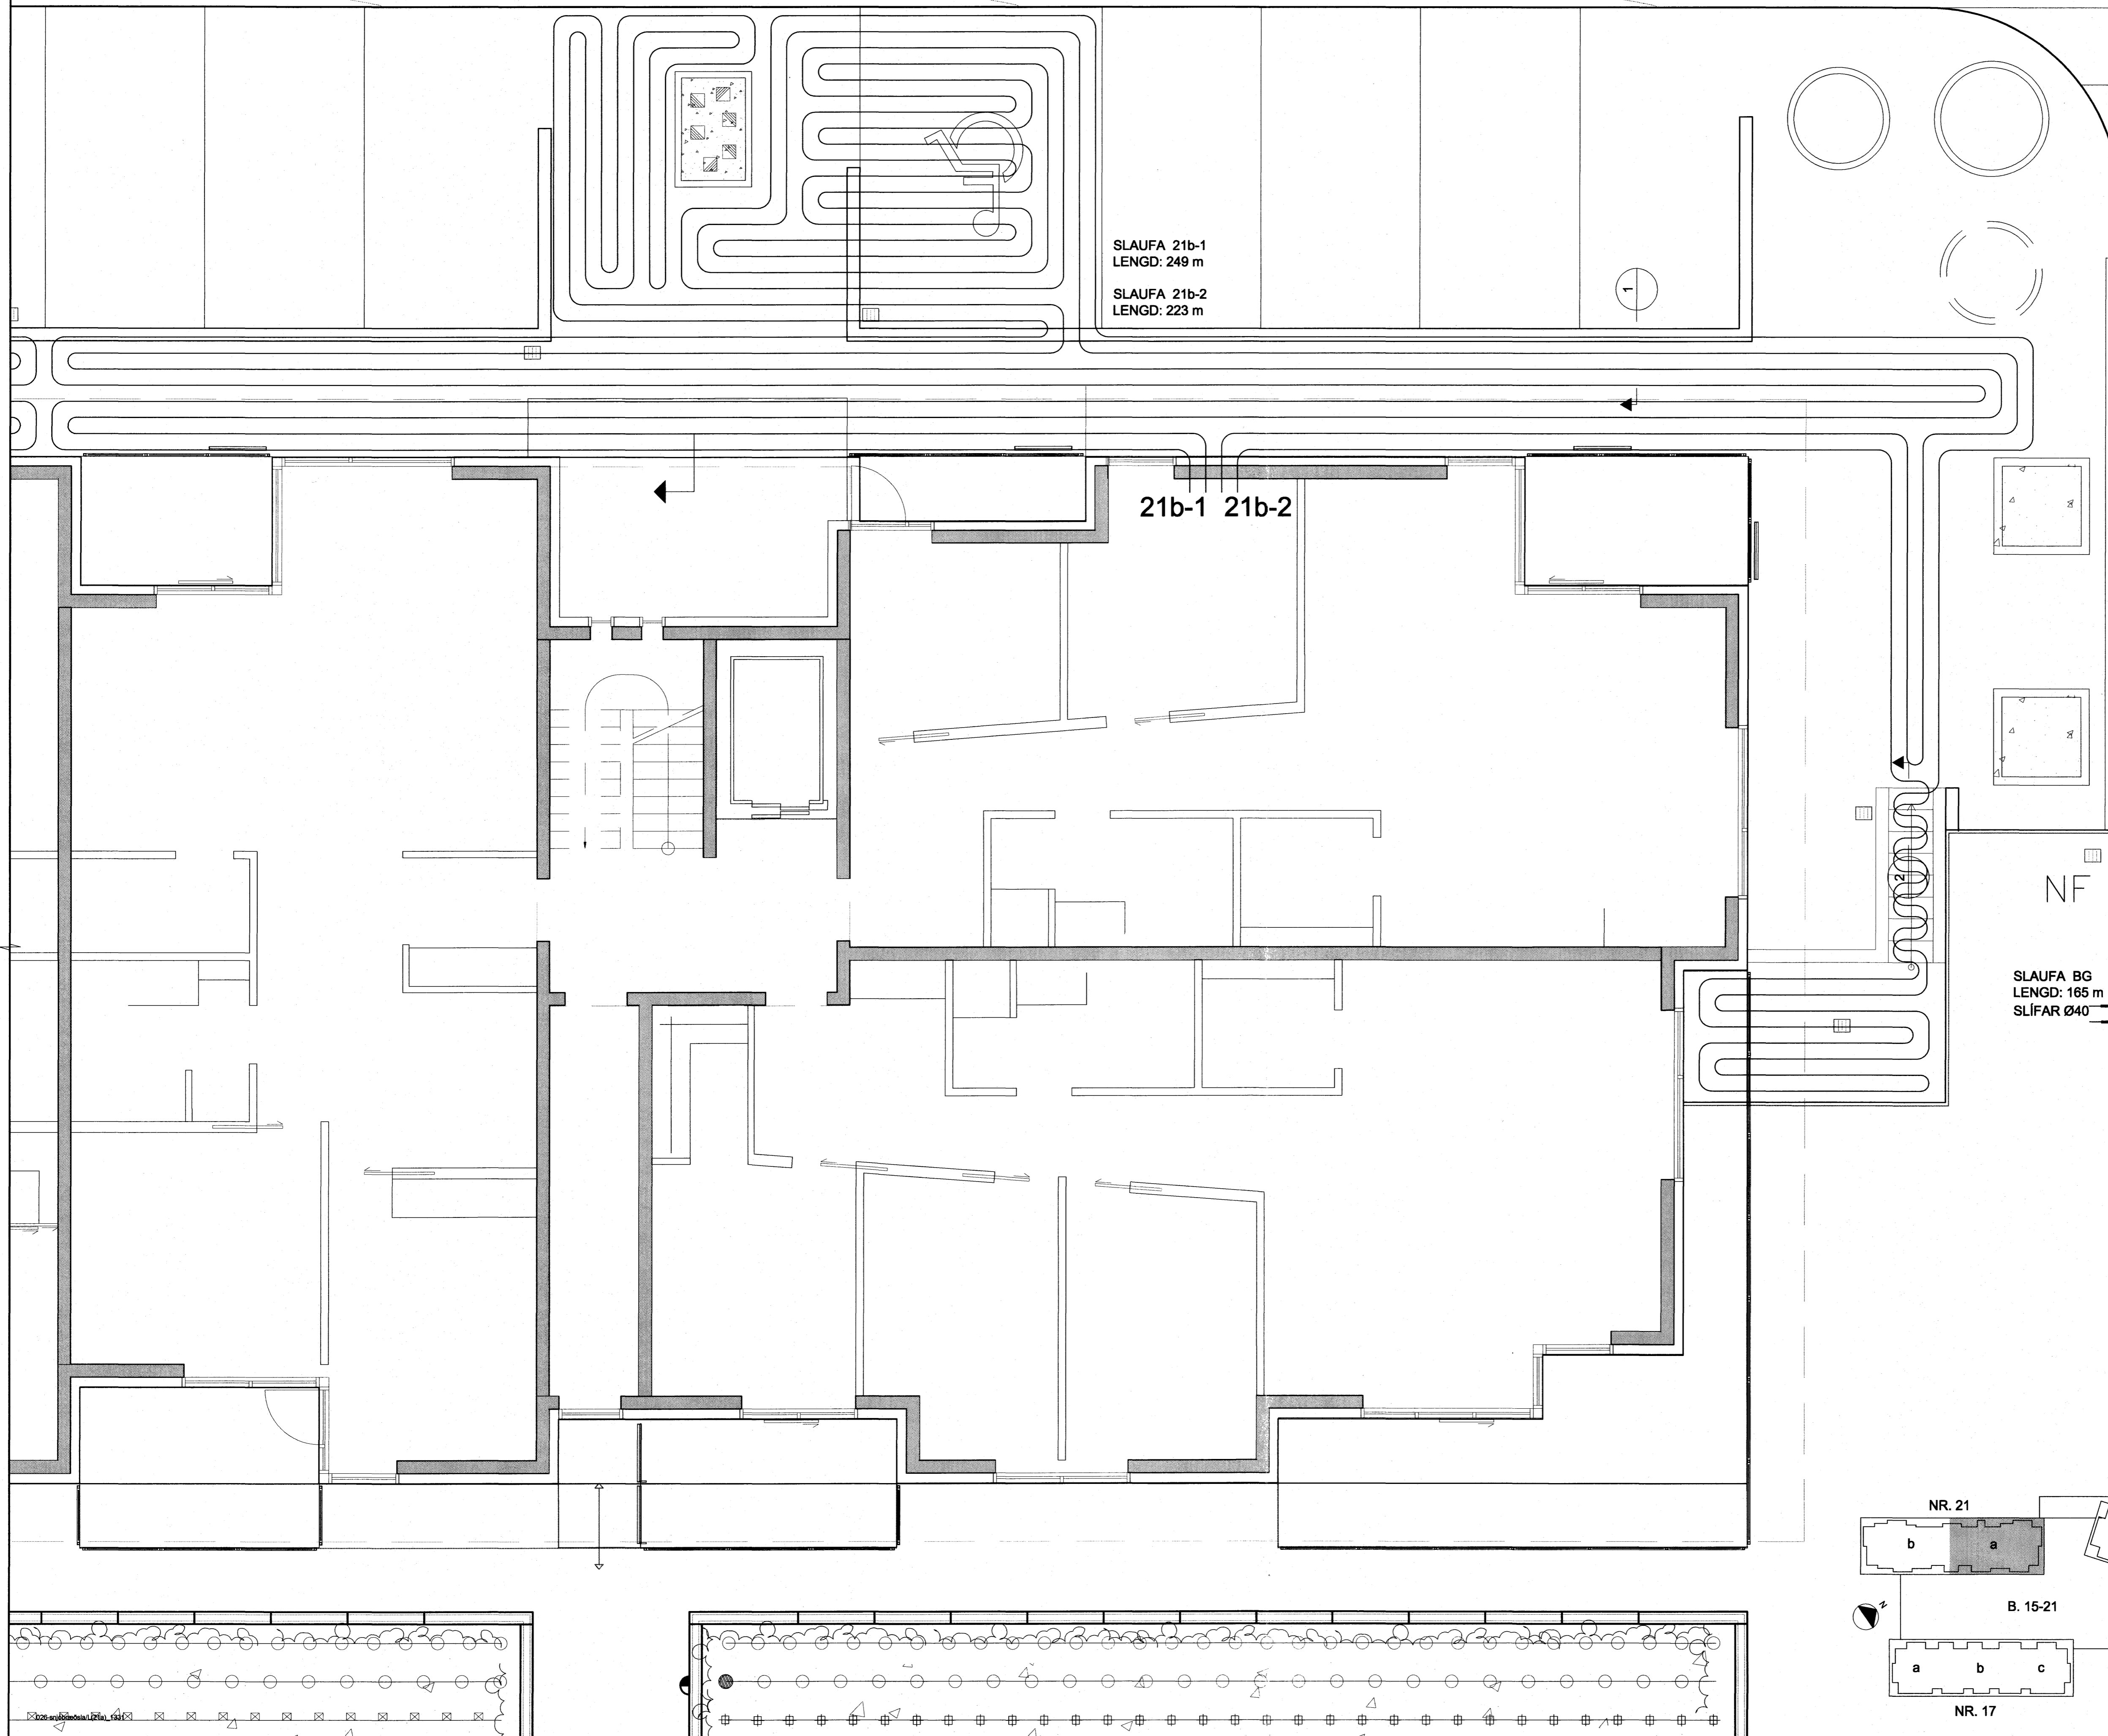 SLAUFA 21b-1
LENGD: 249 m
SLAUFA 21b-2
LENGD: 223 m
1
21b-1 21b-2
2
NF
SLAUFA BG
LENGD: 165 m
SLÍFAR Ø40
NR. 21
b
a
N
B. 15-21
a
b
c
NR. 17